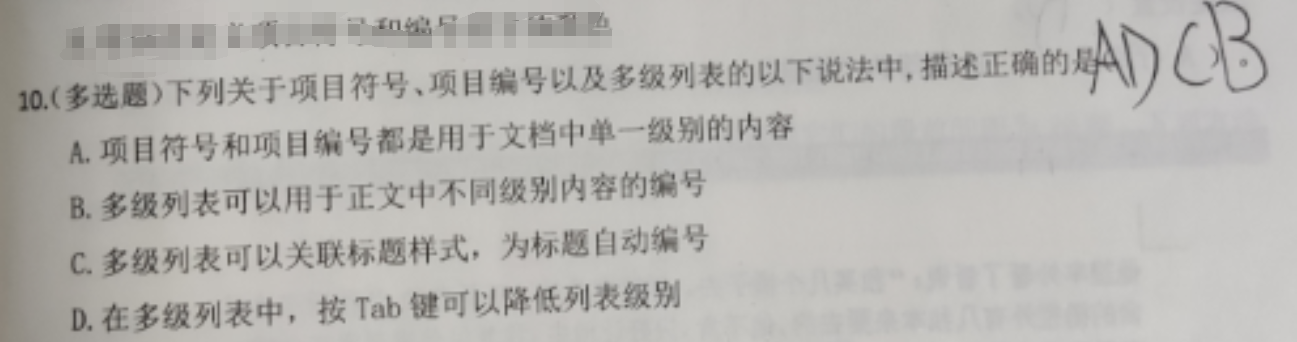 10.(多选题)下列关于项目符号、项目编号以及多级列表的以下说法中,描述正确的是ADCB
A. 项目符号和项目编号都是用于文档中单一级别的内容
B. 多级列表可以用于正文中不同级别内容的编号
C. 多级列表可以关联标题样式，为标题自动编号
D. 在多级列表中，按 Tab 键可以降低列表级别